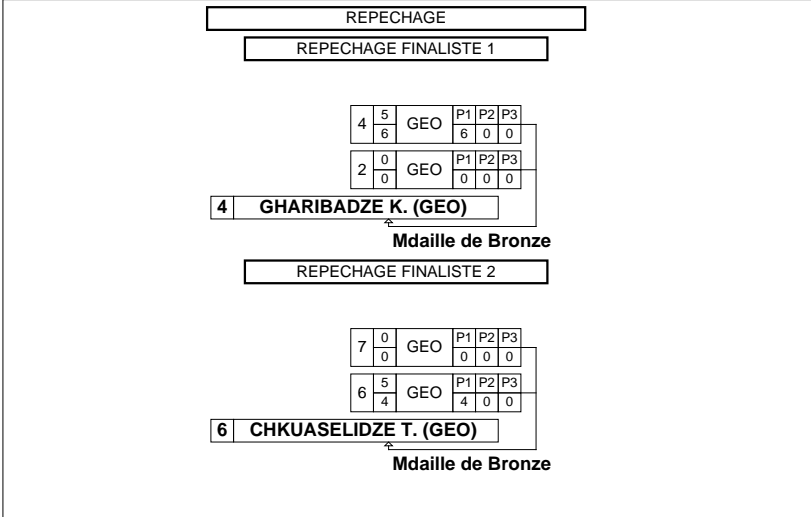 REPECHAGE
REPECHAGE FINALISTE 1
4 5 GEO P1 P2 P3
6 6 0 0
2 0 GEO P1 P2 P3
0 0 0 0
4 GHARIBADZE K. (GEO)
Mdaille de Bronze
REPECHAGE FINALISTE 2
7 0 GEO P1 P2 P3
0 0 0 0
6 5 GEO P1 P2 P3
4 4 0 0
6 CHKUASELIDZE T. (GEO)
Mdaille de Bronze